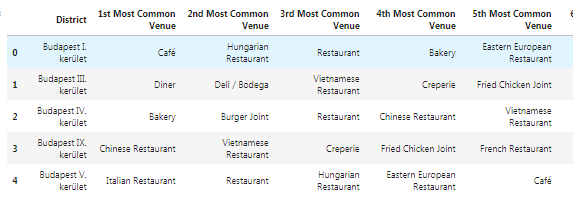 District 1st Most Common Venue 2nd Most Common Venue 3rd Most Common Venue 4th Most Common Venue 5th Most Common Venue
0 Budapest I. kerület Café Hungarian Restaurant Restaurant Bakery Eastern European Restaurant
1 Budapest III. kerület Diner Deli / Bodega Vietnamese Restaurant Creperie Fried Chicken Joint
2 Budapest IV. kerület Bakery Burger Joint Restaurant Chinese Restaurant Vietnamese Restaurant
3 Budapest IX. kerület Chinese Restaurant Vietnamese Restaurant Creperie Fried Chicken Joint French Restaurant
4 Budapest V. kerület Italian Restaurant Restaurant Hungarian Restaurant Eastern European Restaurant Café